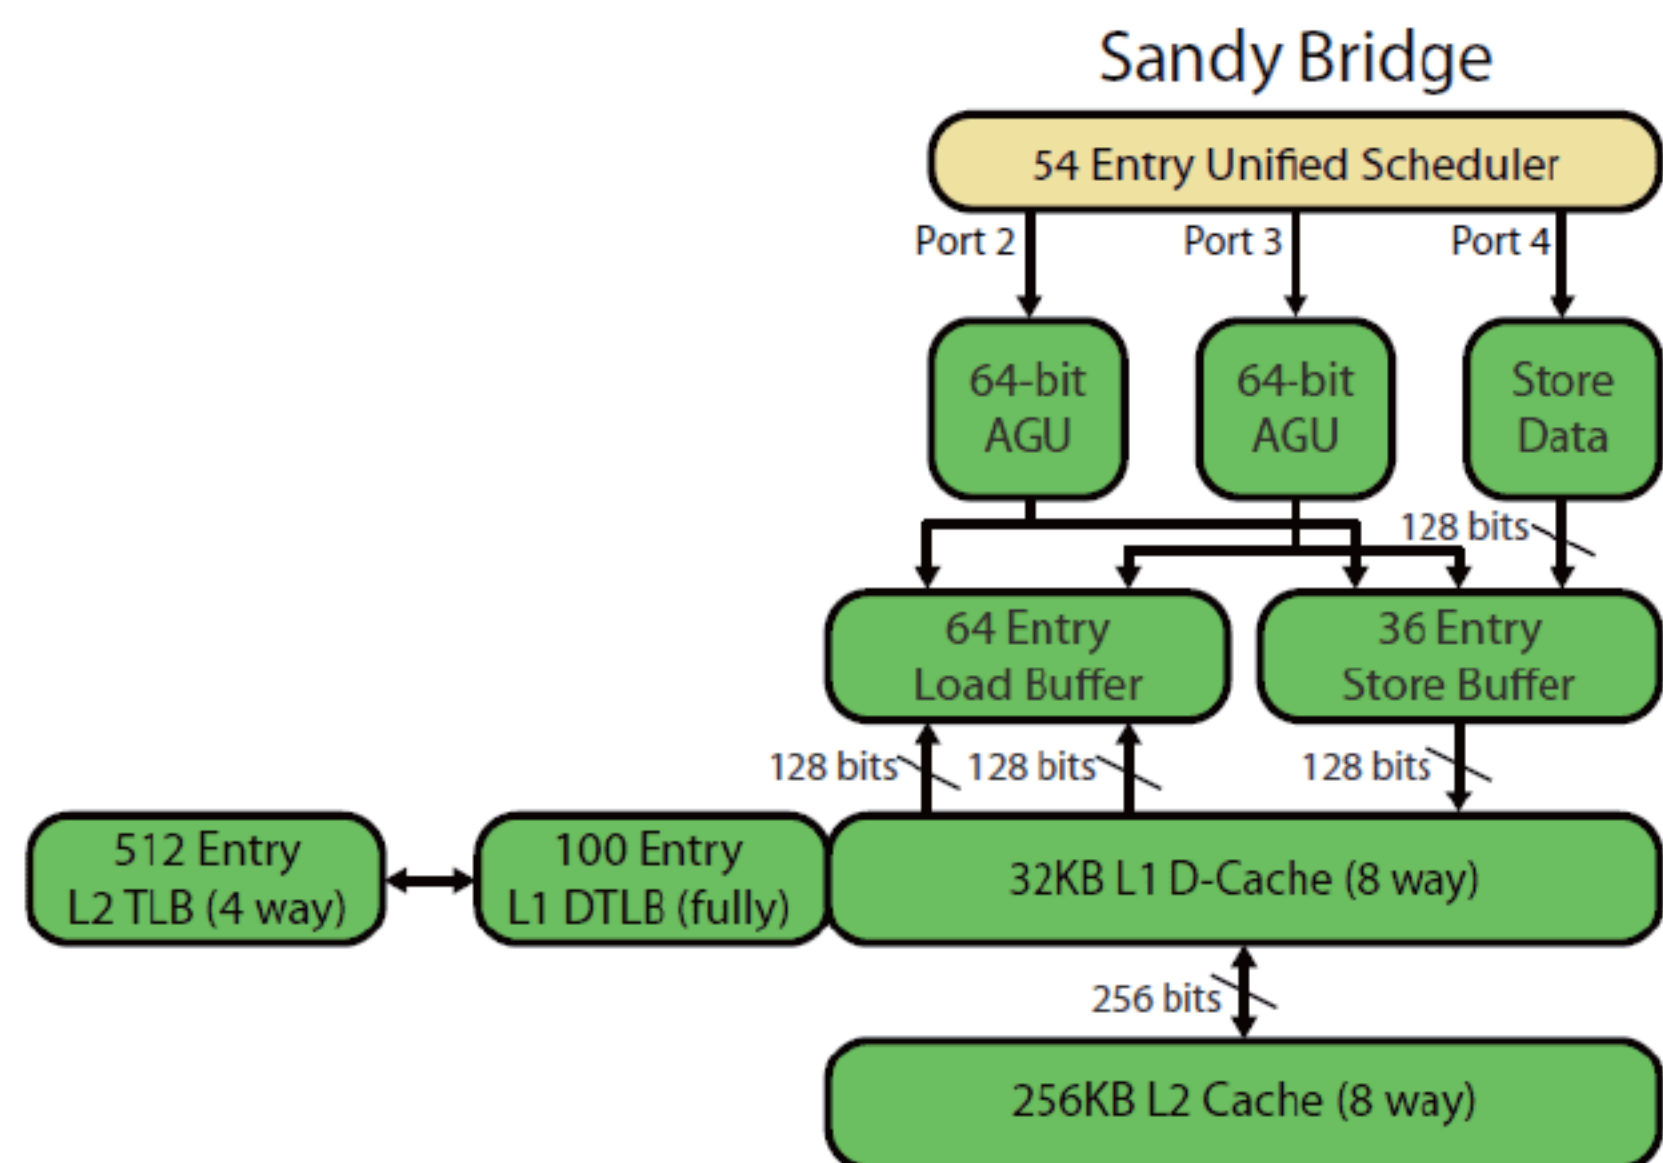 Sandy Bridge
54 Entry Unified Scheduler
Port 2
Port 3
Port 4
64-bit
AGU
64-bit
AGU
Store
Data
128 bits
64 Entry
Load Buffer
36 Entry
Store Buffer
128 bits
128 bits
128 bits
512 Entry
L2 TLB (4 way)
100 Entry
L1 DTLB (fully)
32KB L1 D-Cache (8 way)
256 bits
256KB L2 Cache (8 way)